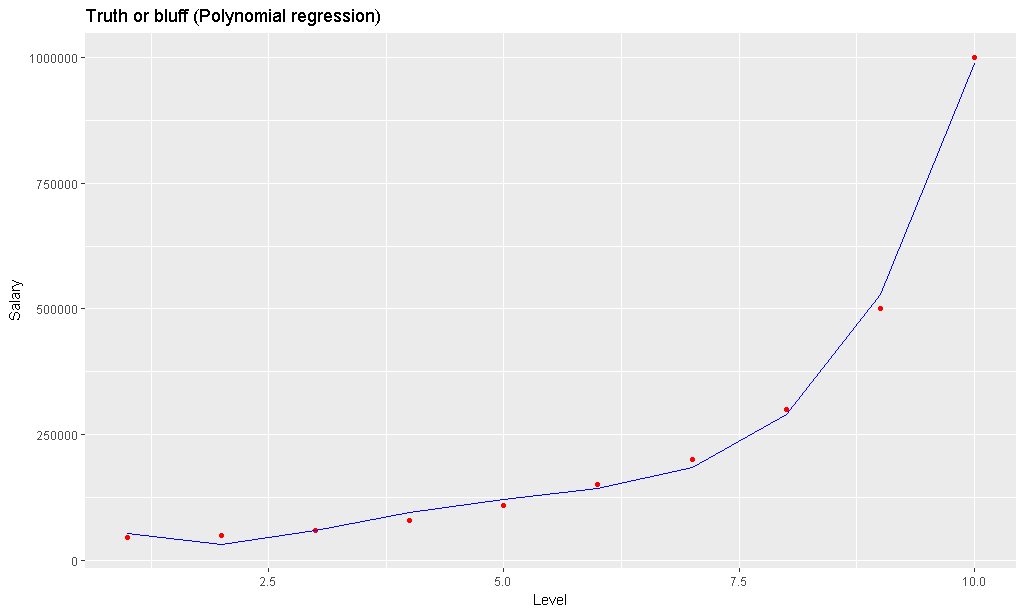 Truth or bluff (Polynomial regression)
1000000
750000
500000
250000
0
Salary
2.5 5.0 7.5 10.0
Level